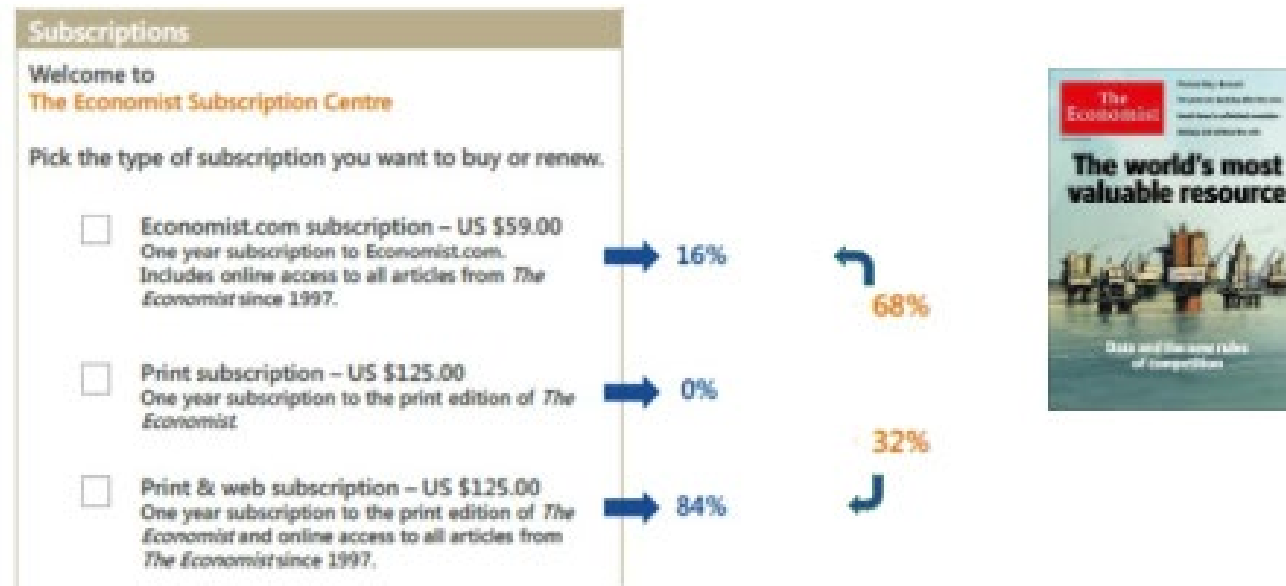 Subscriptions
Welcome to
The Economist Subscription Centre
Pick the type of subscription you want to buy or renew.
Economist.com subscription – US $59.00
One year subscription to Economist.com.
Includes online access to all articles from The
Economist since 1997.
16%
68%
Print subscription – US $125.00
One year subscription to the print edition of The
Economist
0%
32%
Print & web subscription – US $125.00
One year subscription to the print edition of The
Economist and online access to all articles from
The Economist since 1997.
84%
The
Economist
The world's most
valuable resource
Data and the new rules
of competition